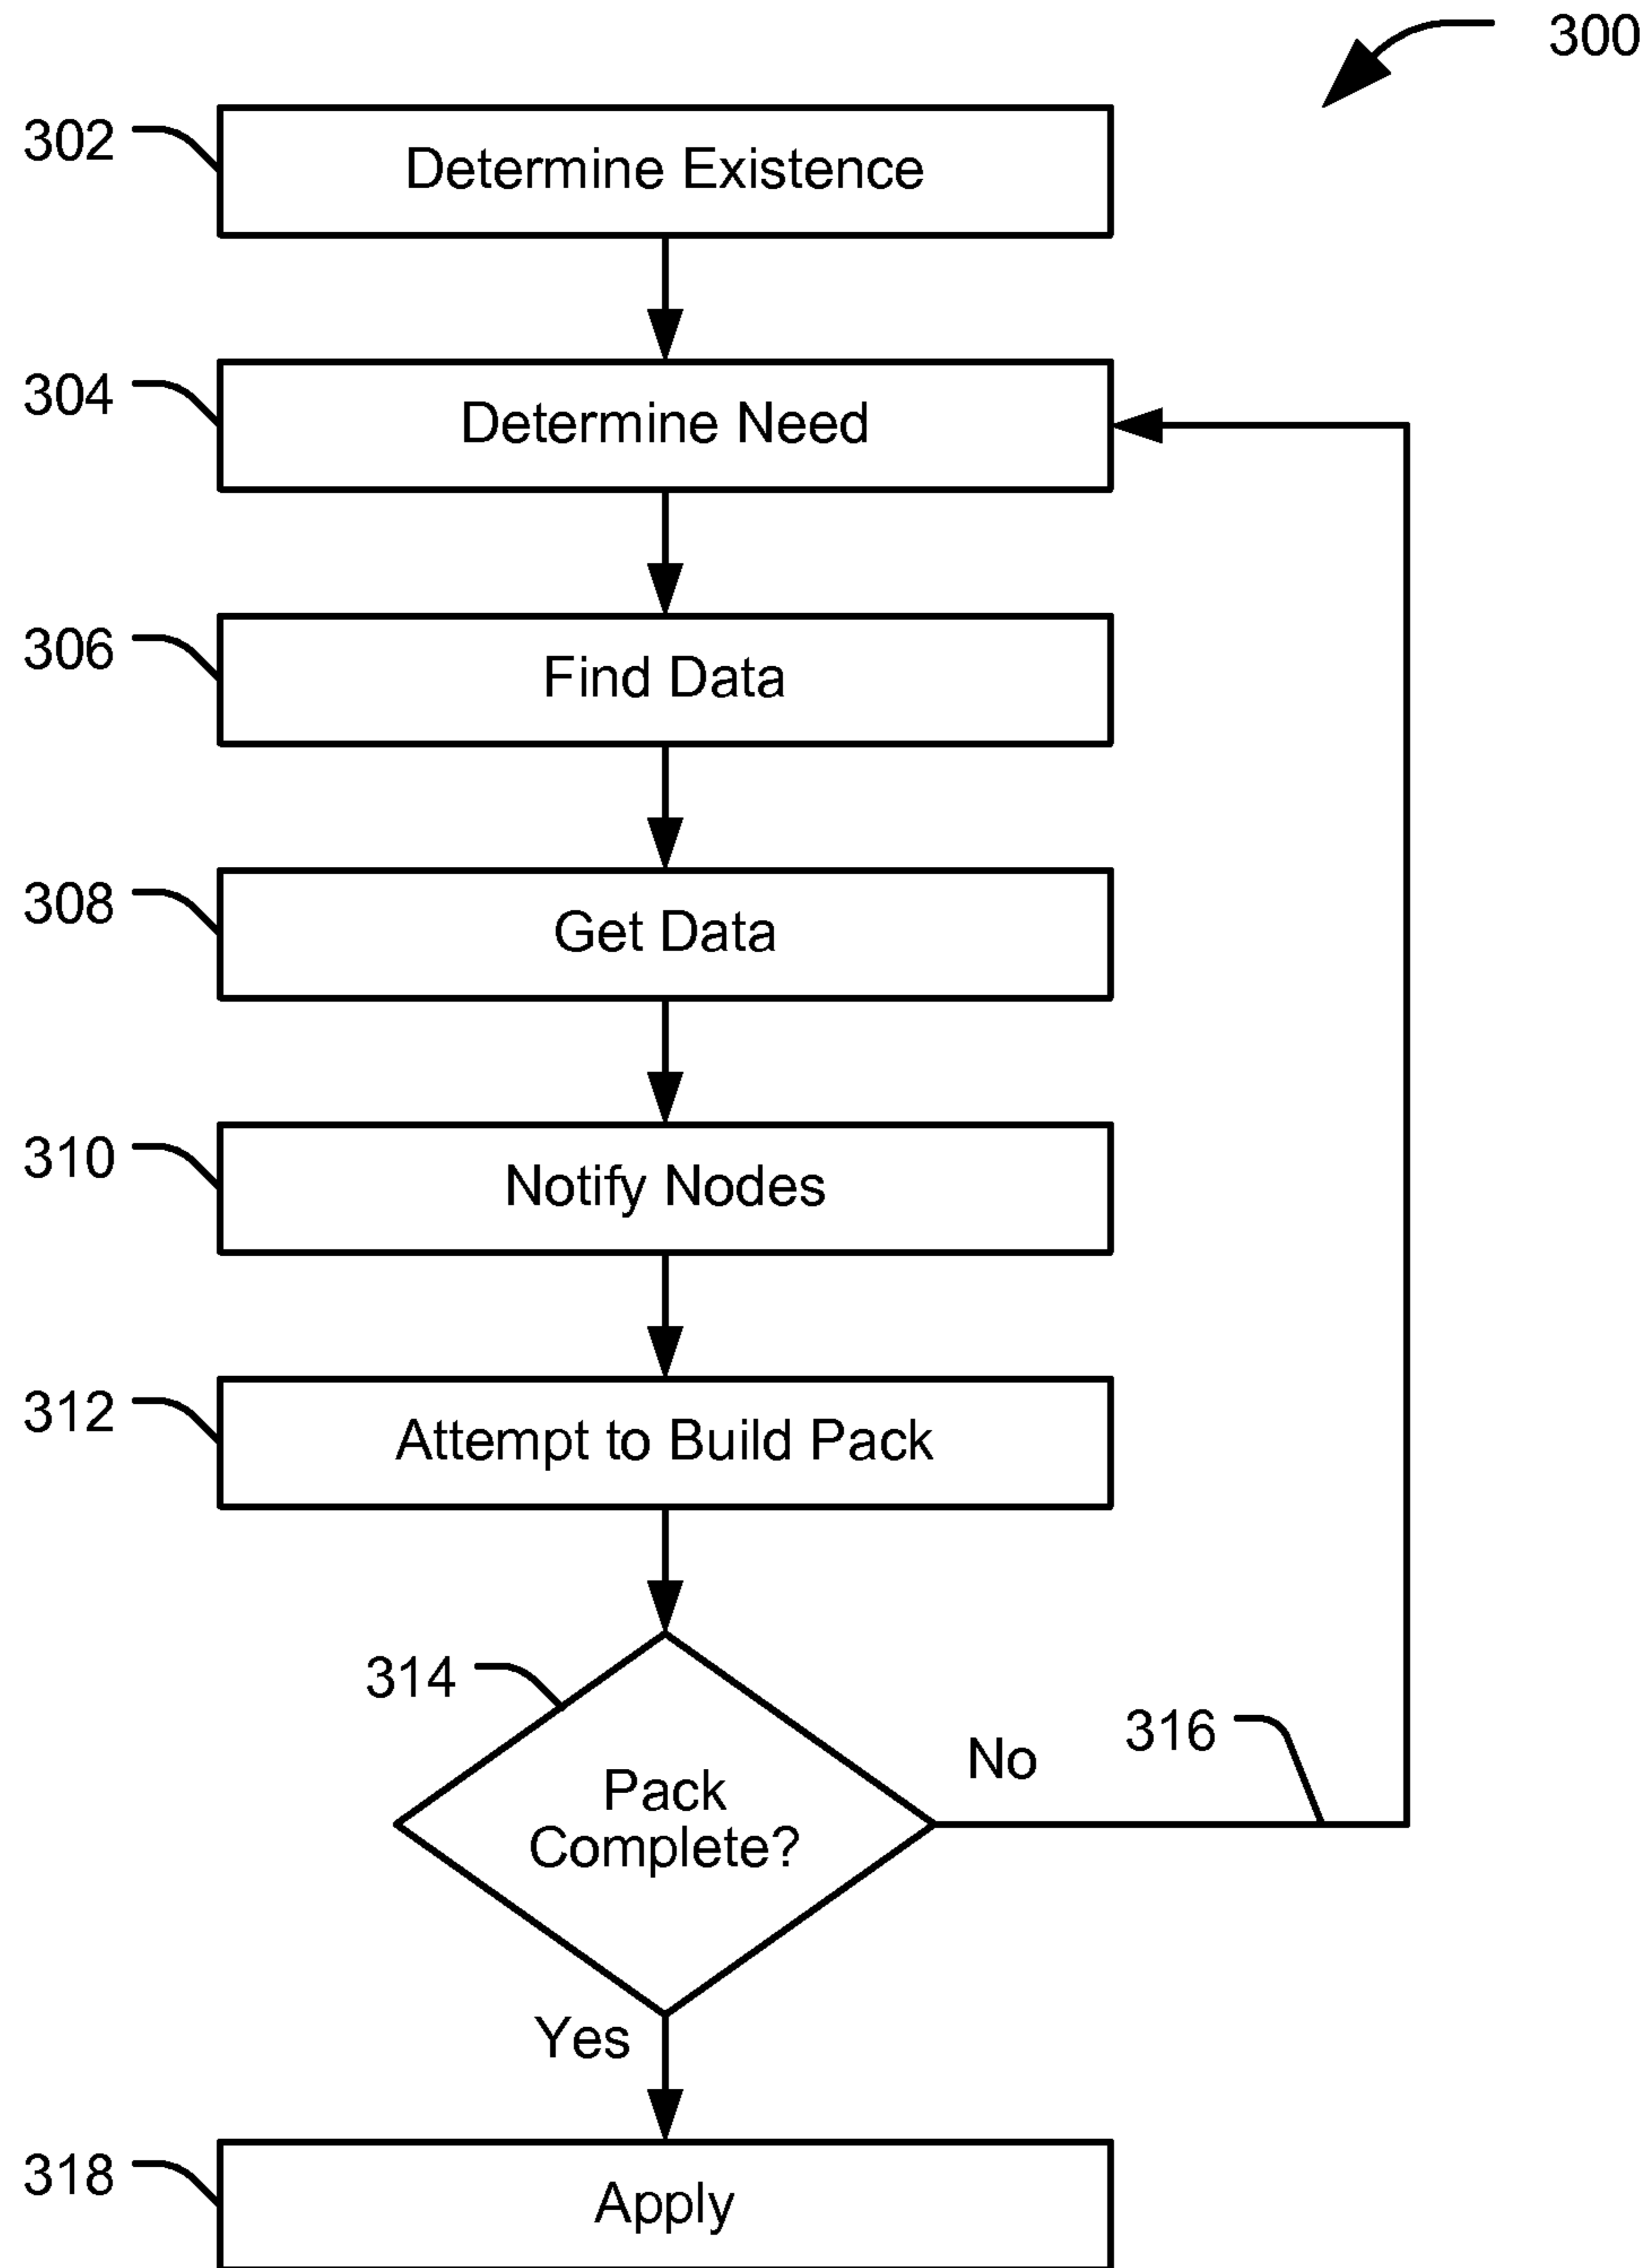 300
302
Determine Existence
304
Determine Need
306
Find Data
308
Get Data
310
Notify Nodes
312
Attempt to Build Pack
314
Pack
Complete?
No
316
Yes
318
Apply